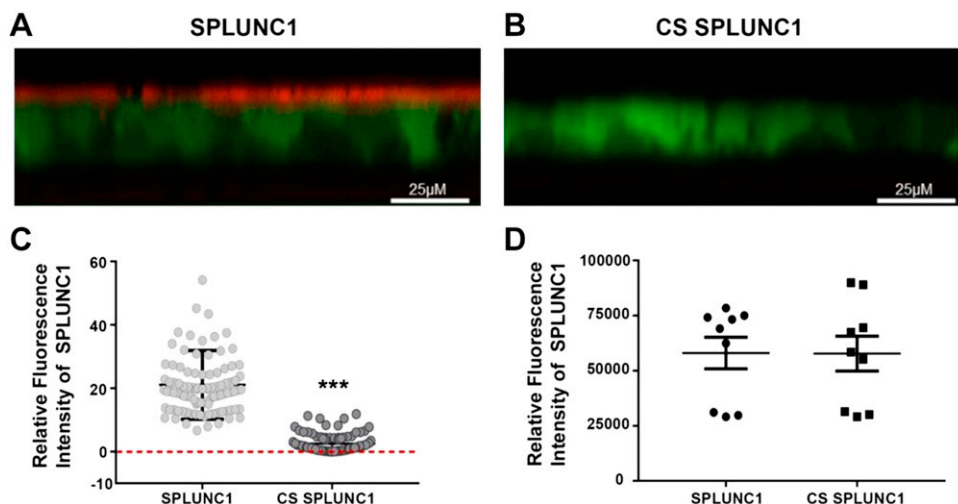 A
SPLUNC1
25µM
B
CS SPLUNC1
25µM
C
Relative Fluorescence
Intensity of SPLUNC1
60
40
20
0
-10
***
SPLUNC1
CS SPLUNC1
D
Relative Fluorescence
Intensity of SPLUNC1
100000
75000
50000
25000
0
SPLUNC1
CS SPLUNC1